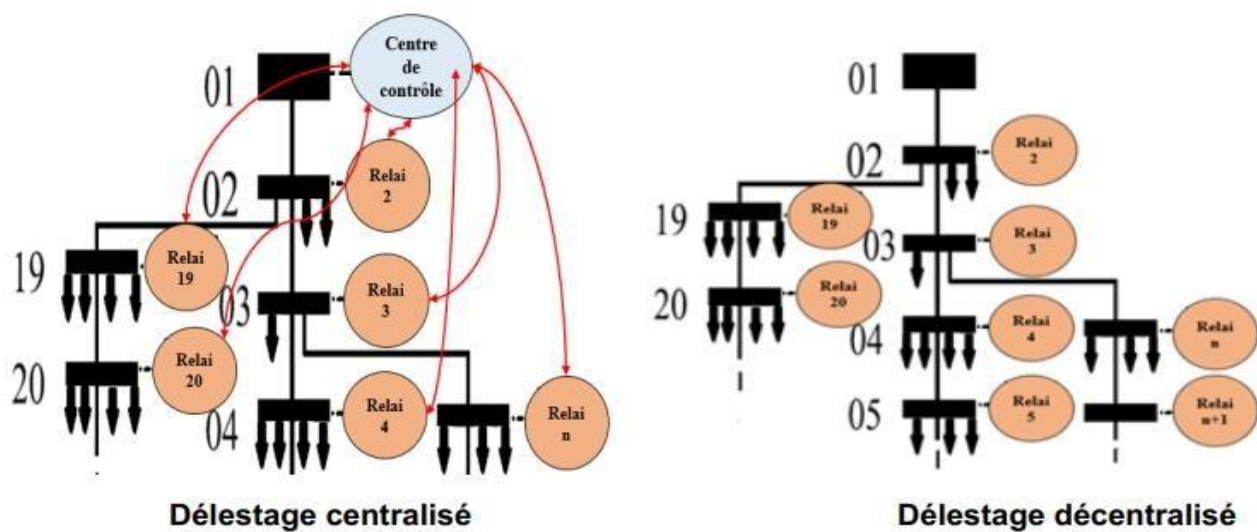 Centre
de
contrôle
01
Relai
2
02
Relai
19
19
Relai
3
03
Relai
20
20
Relai
4
04
Relai
n
Délestage centralisé
01
Relai
2
02
Relai
19
19
Relai
3
03
Relai
20
20
Relai
4
04
Relai
n
Relai
5
05
Relai
n+1
Délestage décentralisé